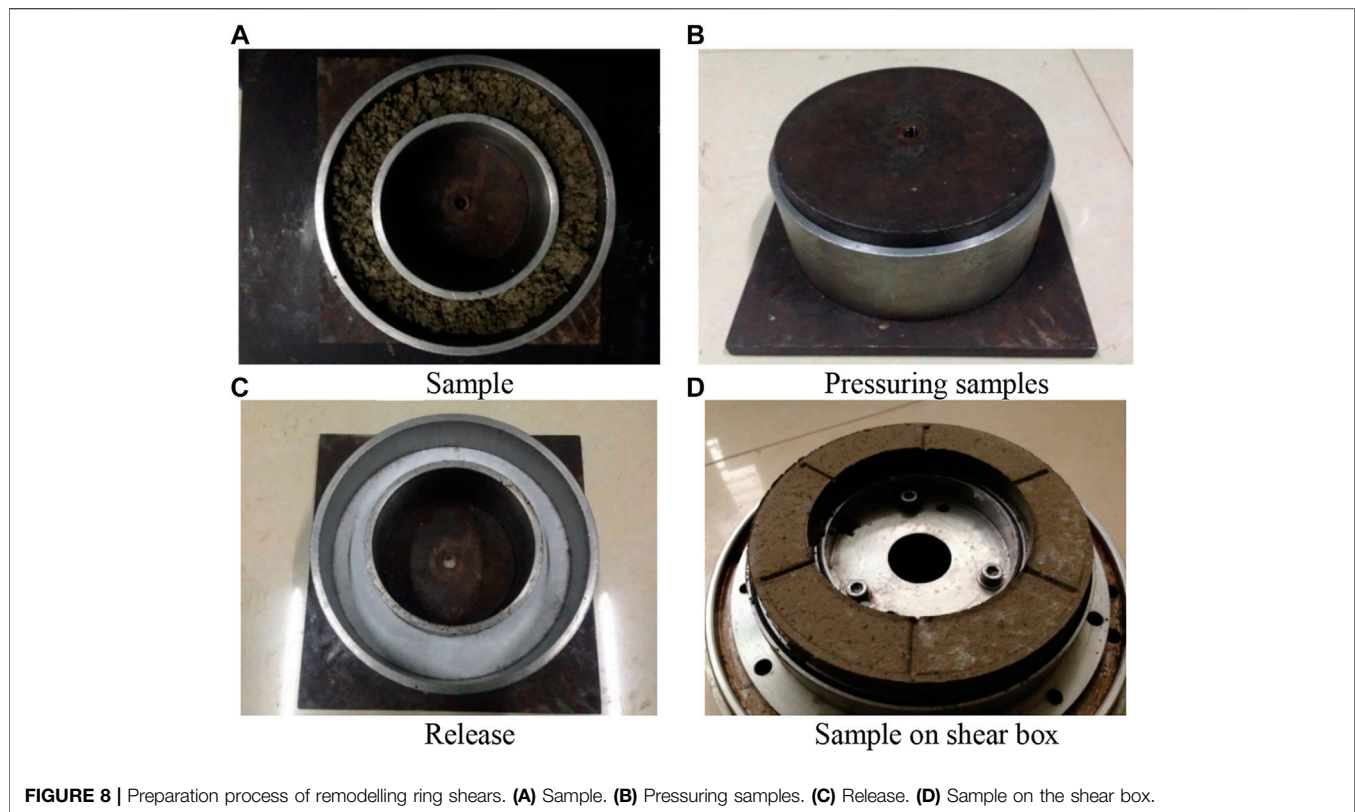 A
B
Sample
Pressuring samples
C
D
Release
Sample on shear box
FIGURE 8 | Preparation process of remodelling ring shears. (A) Sample. (B) Pressuring samples. (C) Release. (D) Sample on the shear box.